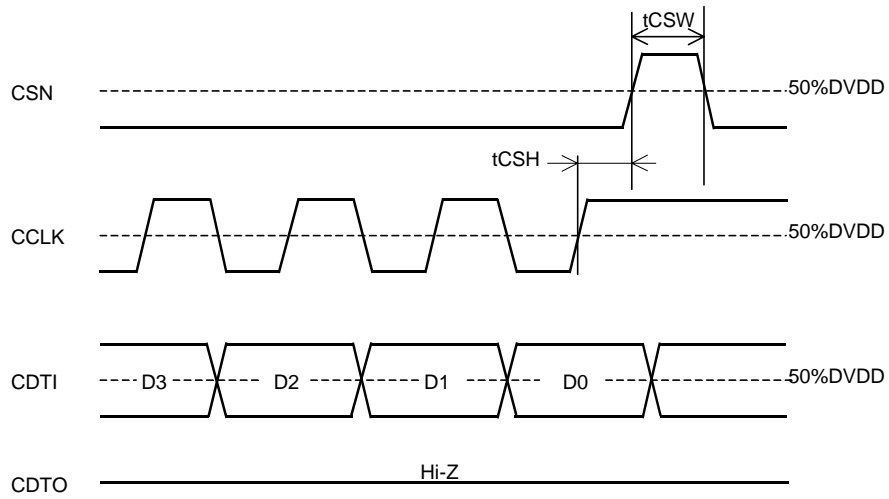 tCSW
CSN
50%DVDD
tCSH
CCLK
50%DVDD
CDTI
D3
D2
D1
D0
50%DVDD
Hi-Z
CDTO